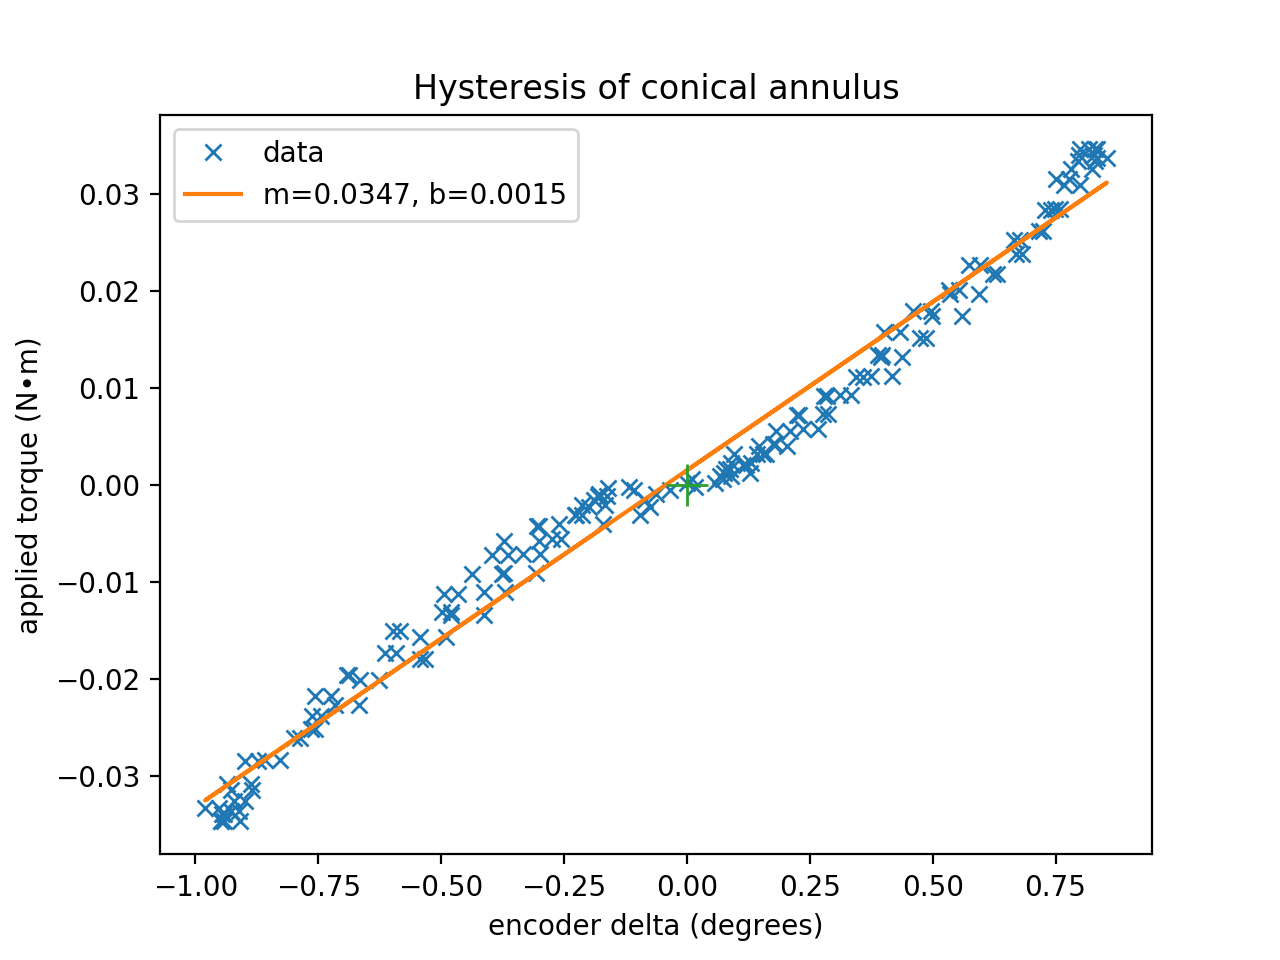 Hysteresis of conical annulus
data
m=0.0347, b=0.0015
applied torque (N•m)
0.03
0.02
0.01
0.00
−0.01
−0.02
−0.03
−1.00 −0.75 −0.50 −0.25 0.00 0.25 0.50 0.75
encoder delta (degrees)